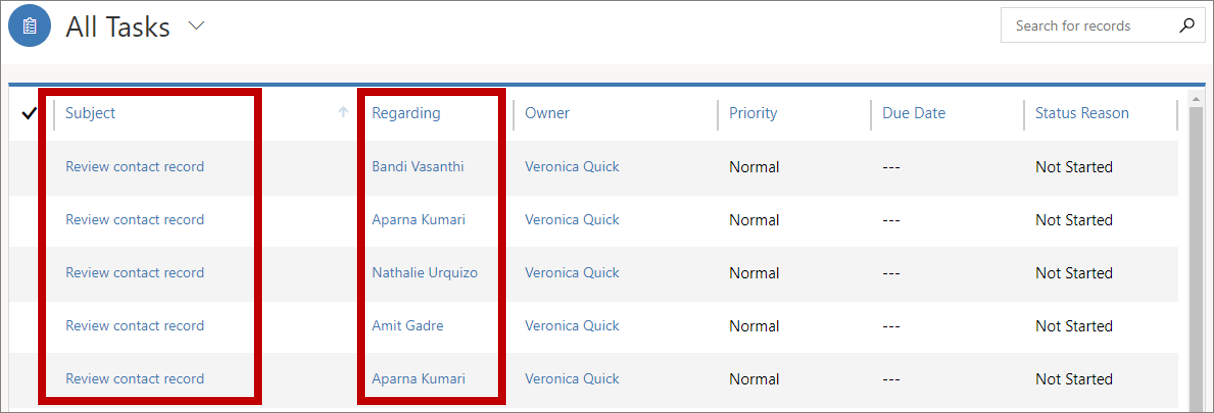 All Tasks
Search for records
Subject Regarding Owner Priority Due Date Status Reason
Review contact record Bandi Vasanthi Veronica Quick Normal --- Not Started
Review contact record Aparna Kumari Veronica Quick Normal --- Not Started
Review contact record Nathalie Urquizo Veronica Quick Normal --- Not Started
Review contact record Amit Gadre Veronica Quick Normal --- Not Started
Review contact record Aparna Kumari Veronica Quick Normal --- Not Started